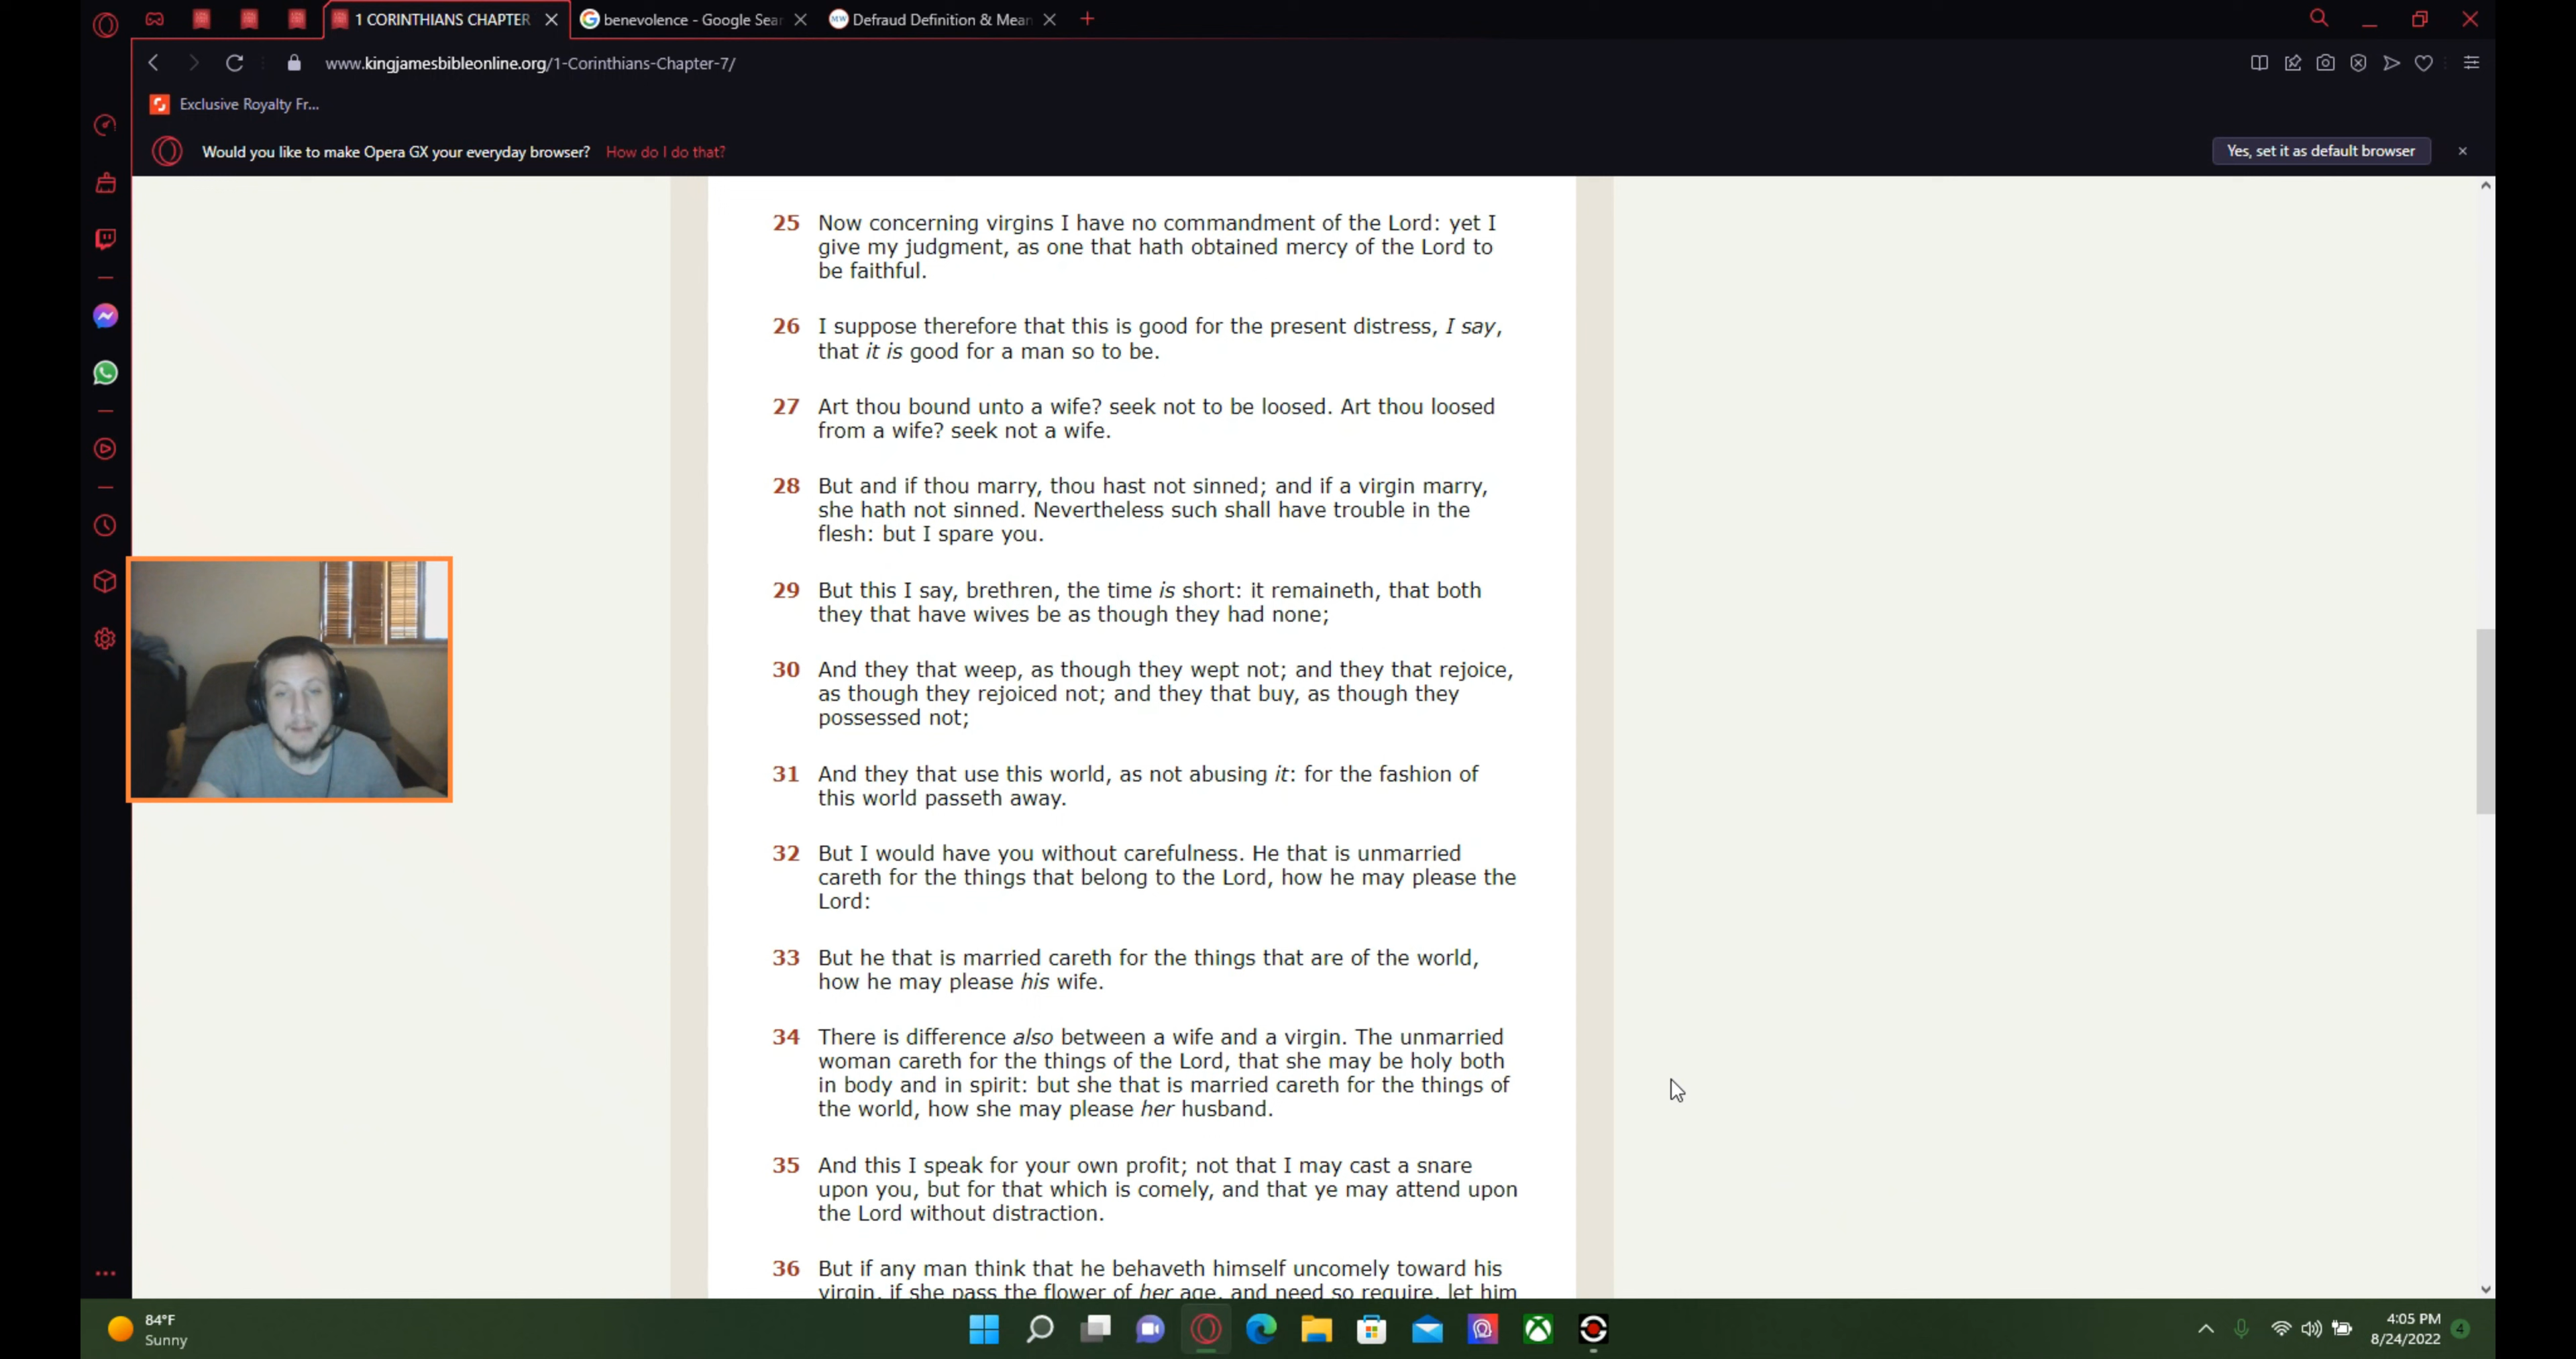 1 CORINTHIANS CHAPTER
benevolence - Google Sear
Defraud Definition & Mean
www.kingjamesbibleonline.org/1-Corinthians-Chapter-7/
Exclusive Royalty Fr...
Would you like to make Opera GX your everyday browser? How do I do that?
Yes, set it as default browser
25 Now concerning virgins I have no commandment of the Lord: yet I
give my judgment, as one that hath obtained mercy of the Lord to
be faithful.
26 I suppose therefore that this is good for the present distress, I say,
that it is good for a man so to be.
27 Art thou bound unto a wife? seek not to be loosed. Art thou loosed
from a wife? seek not a wife.
28 But and if thou marry, thou hast not sinned; and if a virgin marry,
she hath not sinned. Nevertheless such shall have trouble in the
flesh: but I spare you.
29 But this I say, brethren, the time is short: it remaineth, that both
they that have wives be as though they had none;
30 And they that weep, as though they wept not; and they that rejoice,
as though they rejoiced not; and they that buy, as though they
possessed not;
31 And they that use this world, as not abusing it: for the fashion of
this world passeth away.
32 But I would have you without carefulness. He that is unmarried
careth for the things that belong to the Lord, how he may please the
Lord:
33 But he that is married careth for the things that are of the world,
how he may please his wife.
34 There is difference also between a wife and a virgin. The unmarried
woman careth for the things of the Lord, that she may be holy both
in body and in spirit: but she that is married careth for the things of
the world, how she may please her husband.
35 And this I speak for your own profit; not that I may cast a snare
upon you, but for that which is comely, and that ye may attend upon
the Lord without distraction.
36 But if any man think that he behaveth himself uncomely toward his
virgin, if she pass the flower of her age, and need so require, let him
84°F
Sunny
4:05 PM
8/24/2022
4